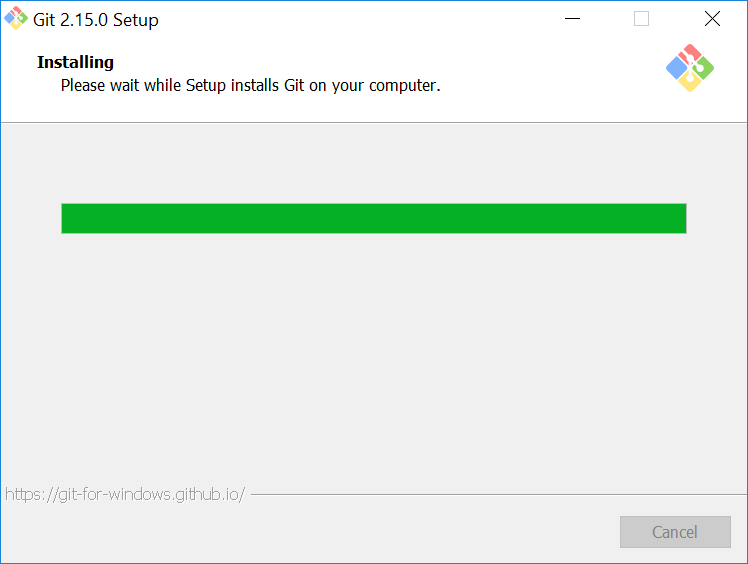 Git 2.15.0 Setup
Installing
Please wait while Setup installs Git on your computer.
https://git-for-windows.github.io/
Cancel